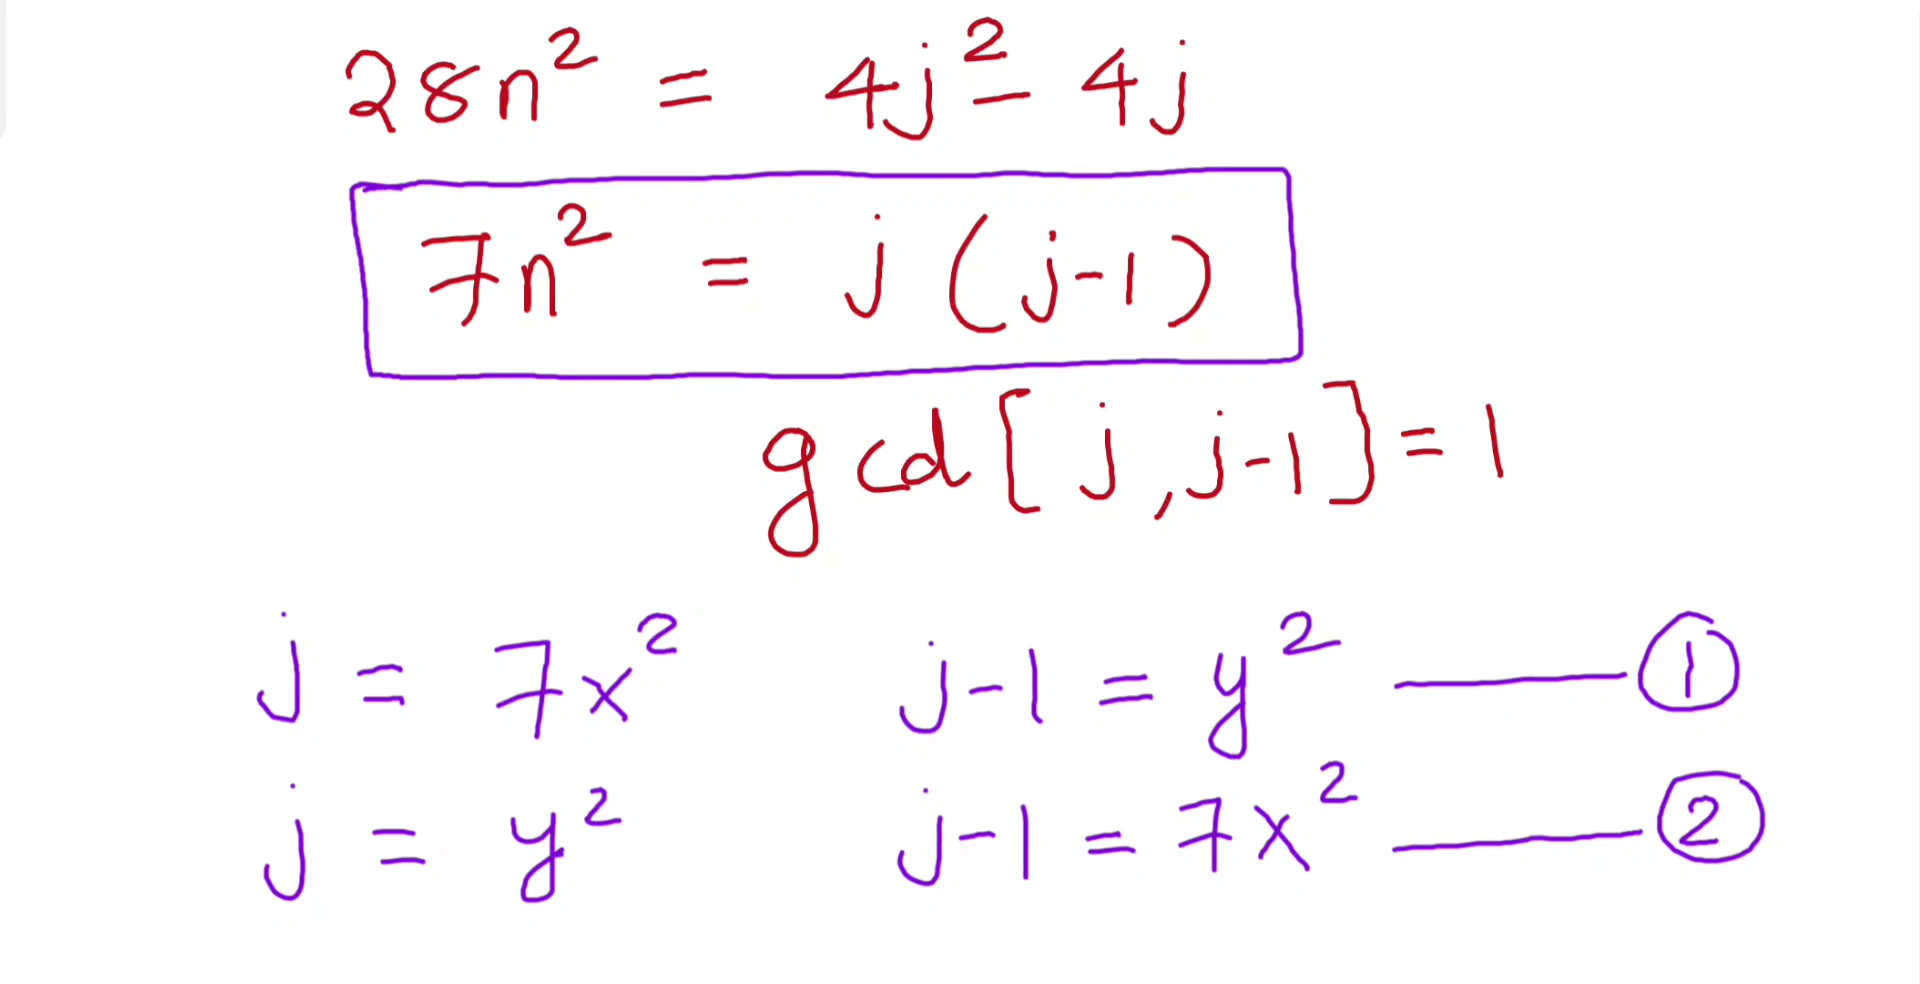 28n² = 4j² - 4j
7n² = j (j-1)
gcd[j, j-1] = 1
j = 7x² j-1 = y² ①
j = y² j-1 = 7x² ②